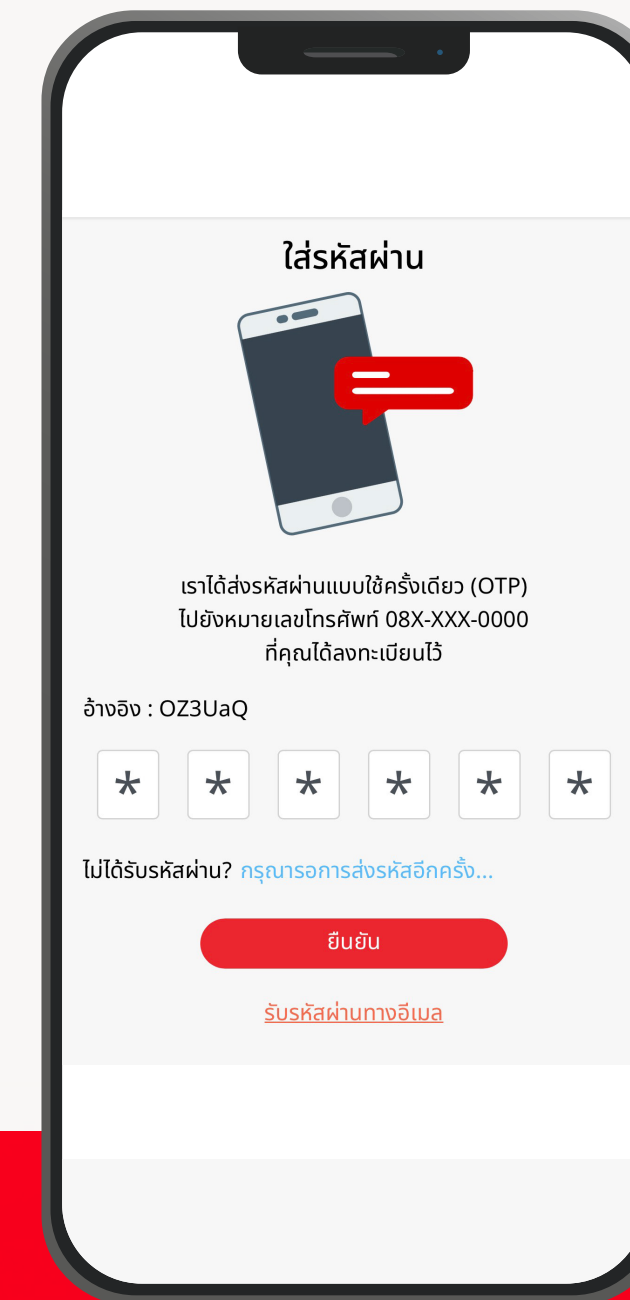 ใส่รหัสผ่าน
เราได้ส่งรหัสผ่านแบบใช้ครั้งเดียว (OTP)
ไปยังหมายเลขโทรศัพท์ 08X-XXX-0000
ที่คุณได้ลงทะเบียนไว้
อ้างอิง : OZ3UaQ
* * * * * *
ไม่ได้รับรหัสผ่าน? กรุณารอการส่งรหัสอีกครั้ง...
ยืนยัน
รับรหัสผ่านทางอีเมล